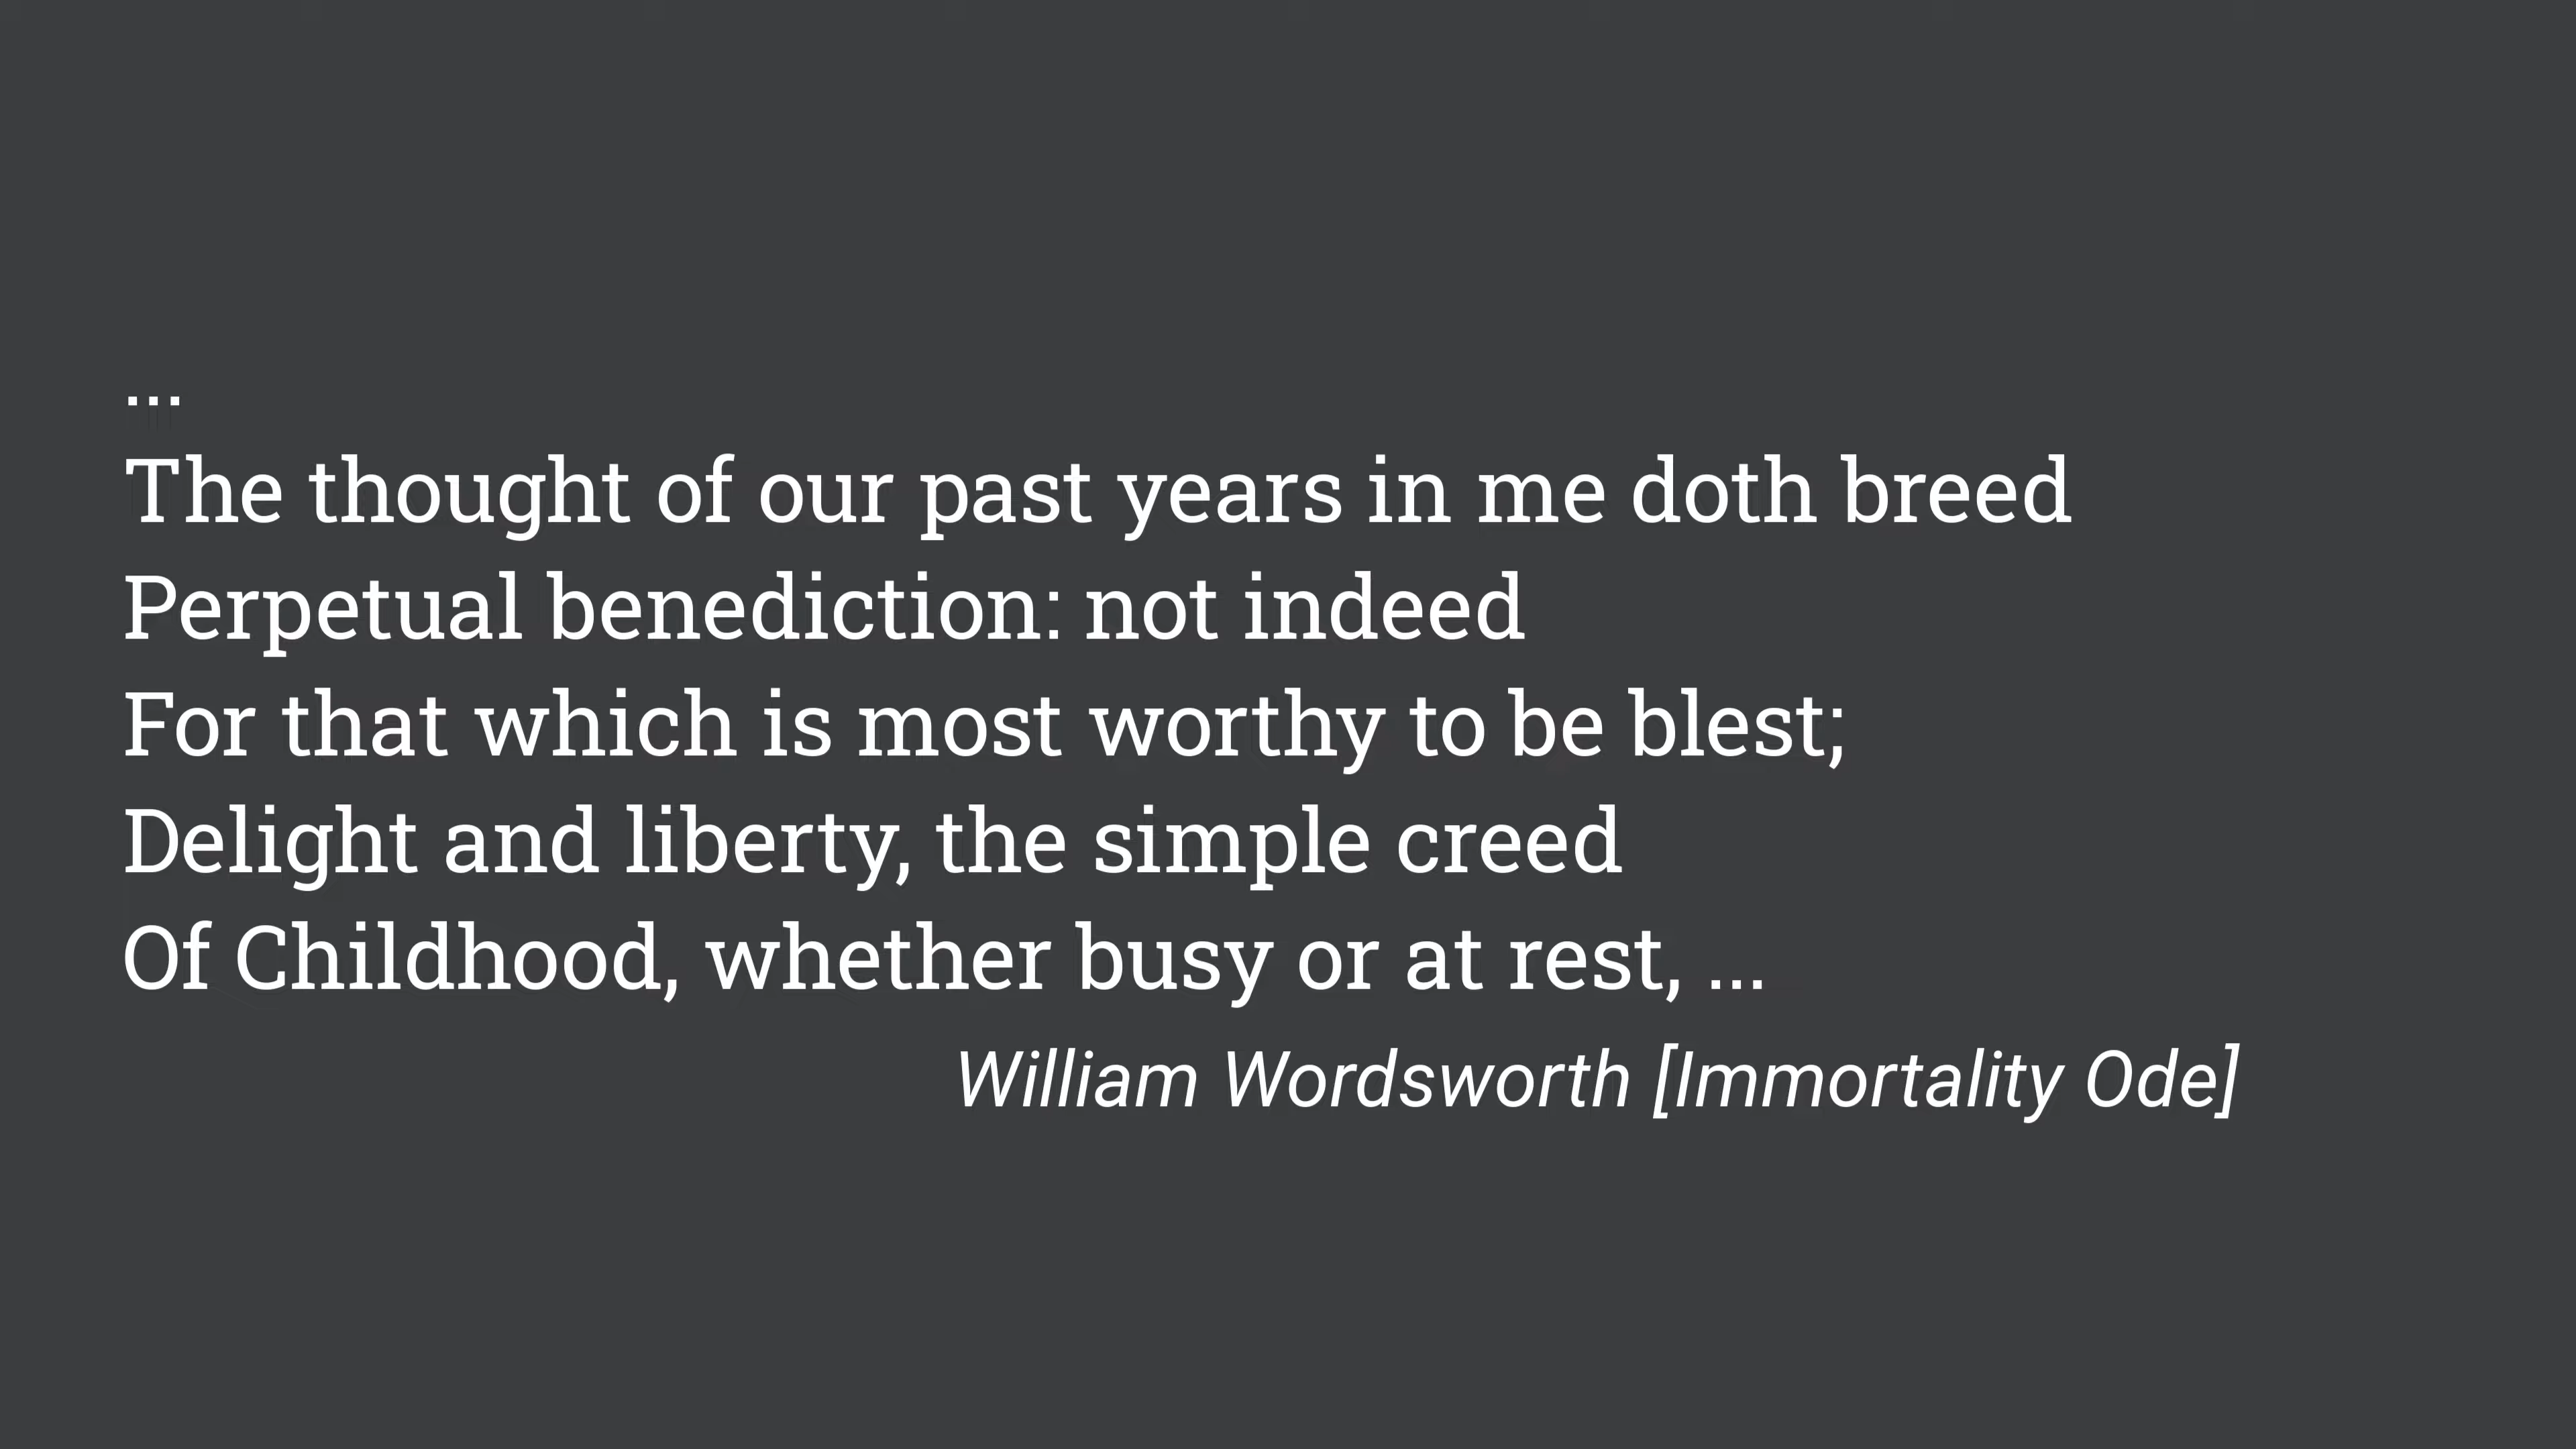 ...
The thought of our past years in me doth breed
Perpetual benediction: not indeed
For that which is most worthy to be blest;
Delight and liberty, the simple creed
Of Childhood, whether busy or at rest, ...
William Wordsworth [Immortality Ode]